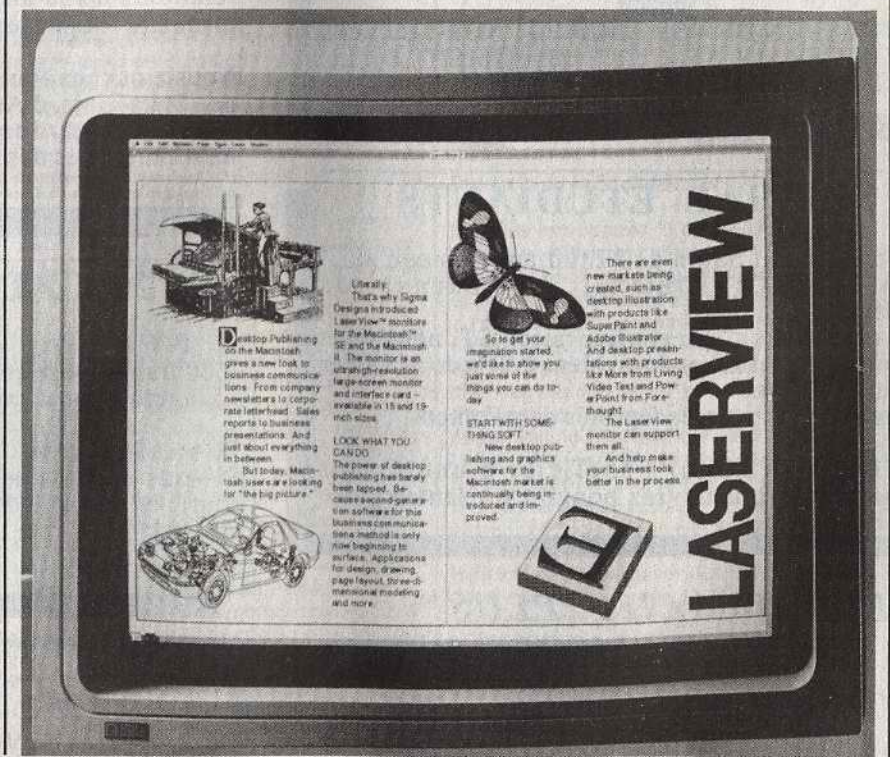 Desktop Publishing
on the Macintosh
gives a new look to
business communica-
tions. From company
newsletters to corpo-
rate letterhead. Sales
reports to business
presentations. And
just about everything
in between.
But today, Macin-
tosh users are looking
for "the big picture."
Literally.
That's why Sigma
Designs introduced
LaserView™ monitors
for the Macintosh™
SE and the Macintosh
II. The monitor is an
ultrahigh-resolution
large-screen monitor
and interface card –
available in 15 and 19-
inch sizes.
LOOK WHAT YOU
CAN DO
The power of desktop
publishing has barely
been tapped. Be-
cause second-genera-
tion software for this
business communica-
tions method is only
now beginning to
surface. Applications
for design, drawing,
page layout, three-di-
mensional modeling
and more.
So to get your
imagination started,
we'd like to show you
just some of the
things you can do to-
day.
START WITH SOME-
THING SOFT
New desktop pub-
lishing and graphics
software for the
Macintosh market is
continually being in-
troduced and im-
proved.
There are even
new markets being
created, such as
desktop illustration
with products like
SuperPaint and
Adobe Illustrator.
And desktop presen-
tations with products
like More from Living
Video Text and Pow-
erPoint from Fore-
thought.
The LaserView
monitor can support
them all.
And help make
your business look
better in the process.
LASERVIEW